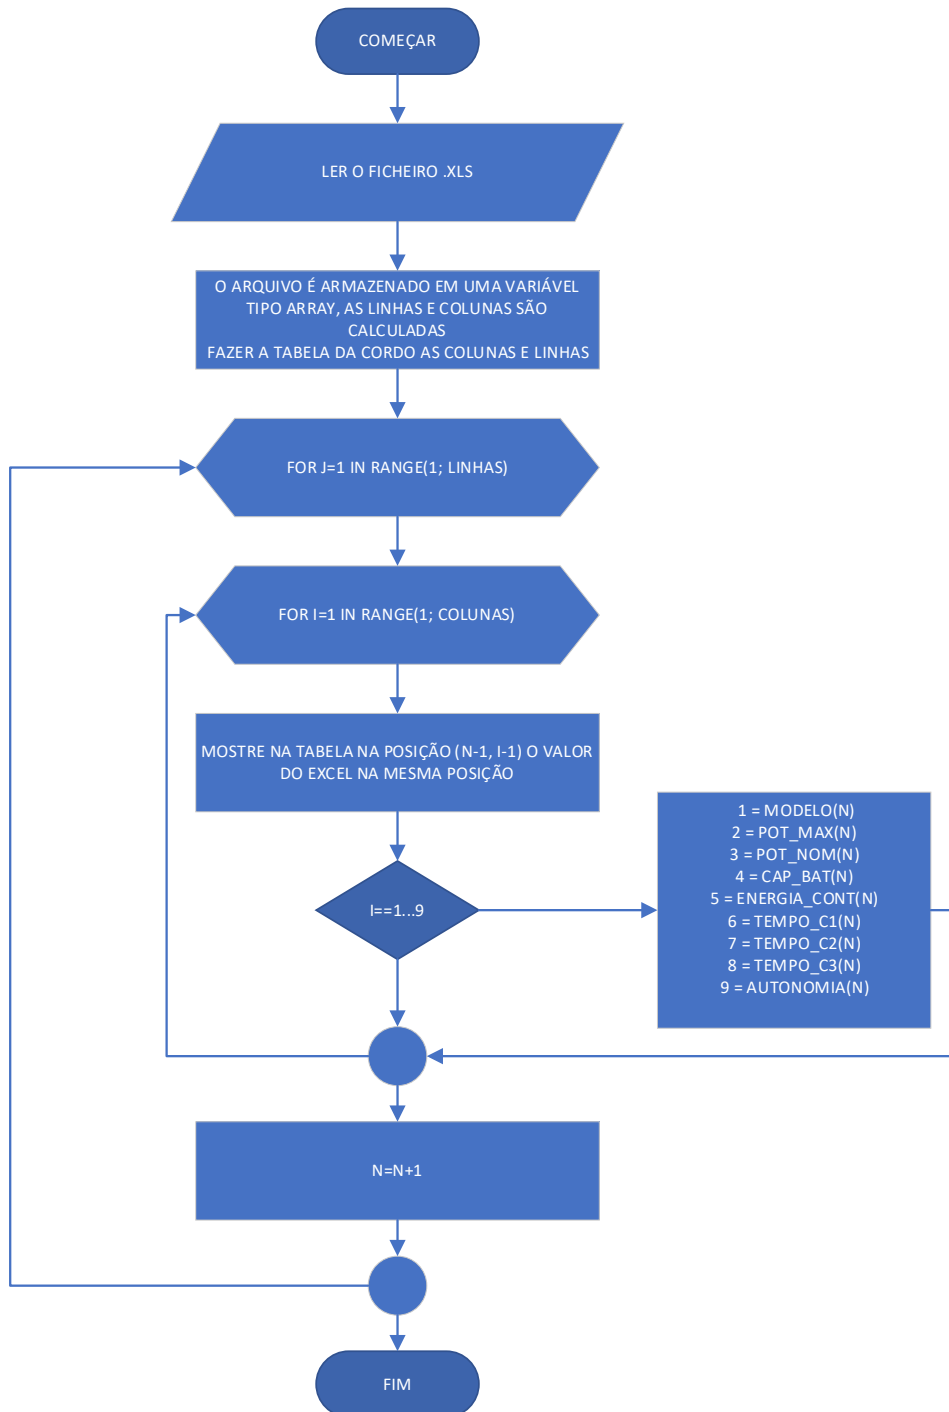 COMEÇAR
LER O FICHEIRO .XLS
O ARQUIVO É ARMAZENADO EM UMA VARIÁVEL
TIPO ARRAY, AS LINHAS E COLUNAS SÃO
CALCULADAS
FAZER A TABELA DA CORDO AS COLUNAS E LINHAS
FOR J=1 IN RANGE(1; LINHAS)
FOR I=1 IN RANGE(1; COLUNAS)
MOSTRE NA TABELA NA POSIÇÃO (N-1, I-1) O VALOR
DO EXCEL NA MESMA POSIÇÃO
I==1...9
1 = MODELO(N)
2 = POT_MAX(N)
3 = POT_NOM(N)
4 = CAP_BAT(N)
5 = ENERGIA_CONT(N)
6 = TEMPO_C1(N)
7 = TEMPO_C2(N)
8 = TEMPO_C3(N)
9 = AUTONOMIA(N)
N=N+1
FIM